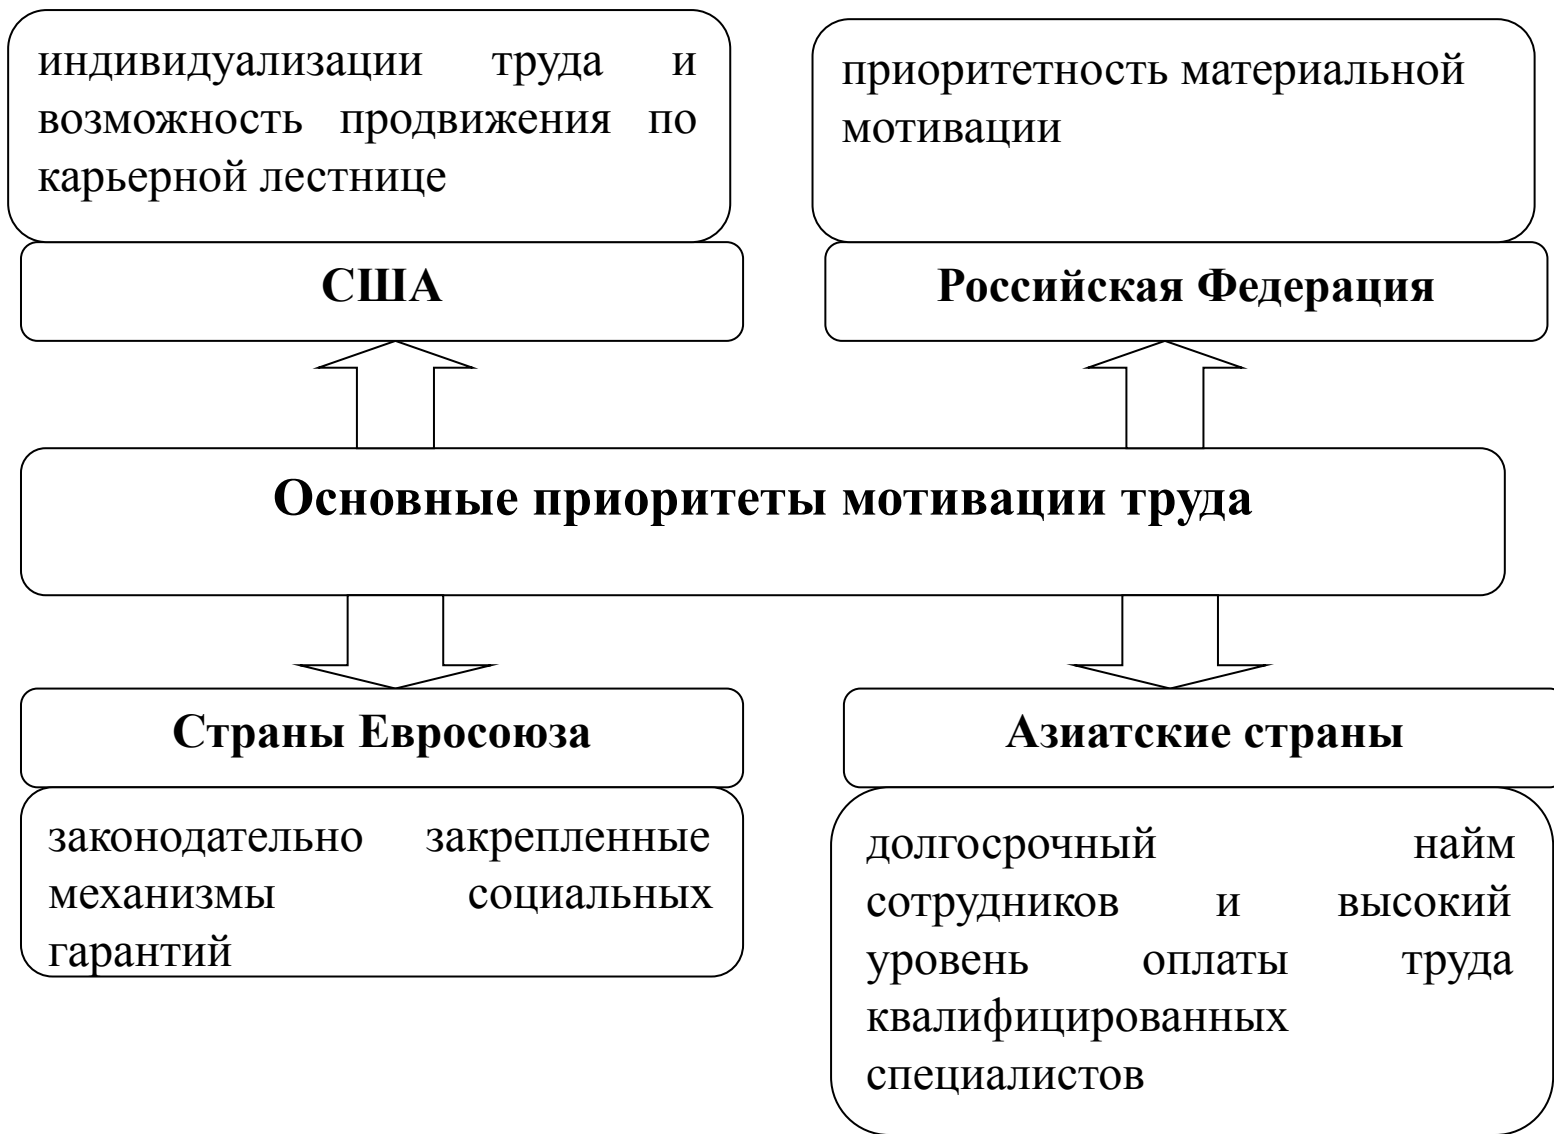 индивидуализации труда и
возможность продвижения по
карьерной лестнице
США
приоритетность материальной
мотивации
Российская Федерация
Основные приоритеты мотивации труда
Страны Евросоюза
законодательно закрепленные
механизмы социальных
гарантий
Азиатские страны
долгосрочный найм
сотрудников и высокий
уровень оплаты труда
квалифицированных
специалистов